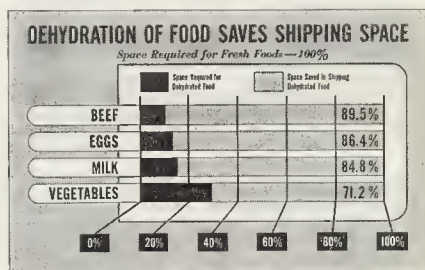 DEHYDRATION OF FOOD SAVES SHIPPING SPACE
Space Required for Fresh Foods—100%
Space Required for
Dehydrated Food
Space Saved in Shipping
Dehydrated Food
BEEF 89.5%
EGGS 86.4%
MILK 84.8%
VEGETABLES 71.2%
0% 20% 40% 60% 80% 100%